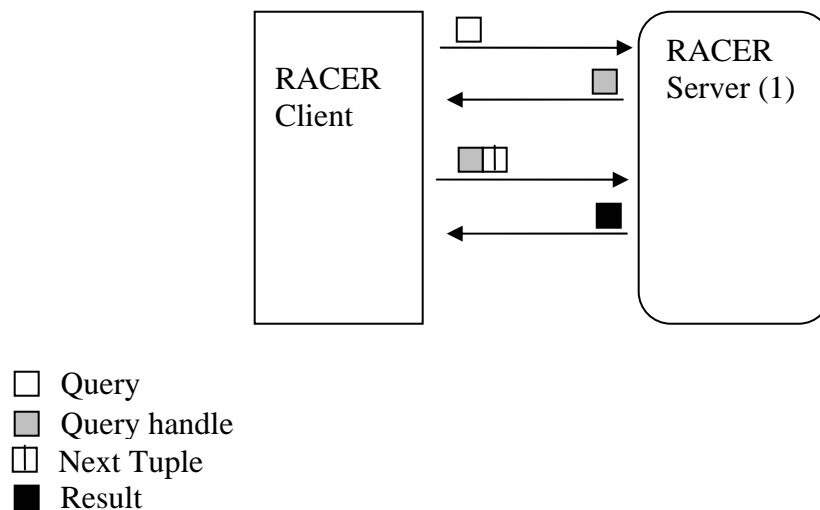 RACER
Client
RACER
Server (1)
Query
Query handle
Next Tuple
Result